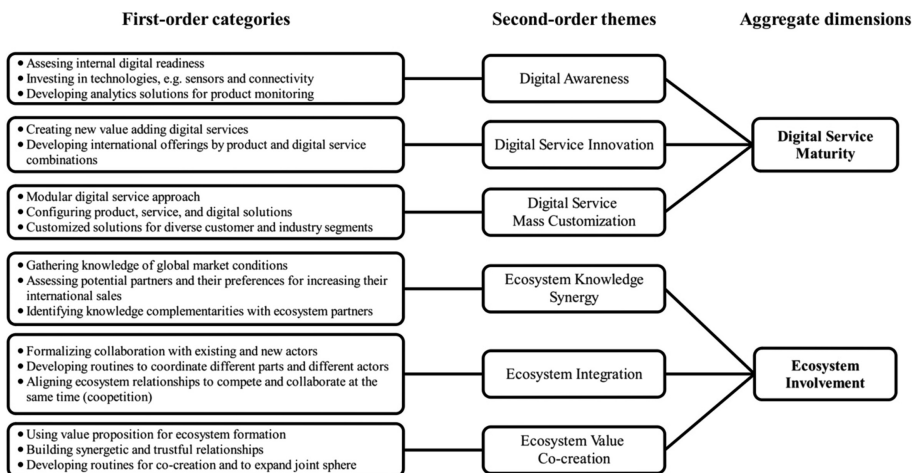 First-order categories
Second-order themes
Aggregate dimensions
• Assesing internal digital readiness
• Investing in technologies, e.g. sensors and connectivity
• Developing analytics solutions for product monitoring
Digital Awareness
• Creating new value adding digital services
• Developing international offerings by product and digital service
combinations
Digital Service Innovation
Digital Service
Maturity
• Modular digital service approach
• Configuring product, service, and digital solutions
• Customized solutions for diverse customer and industry segments
Digital Service
Mass Customization
• Gathering knowledge of global market conditions
• Assessing potential partners and their preferences for increasing their
international sales
• Identifying knowledge complementarities with ecosystem partners
Ecosystem Knowledge
Synergy
• Formalizing collaboration with existing and new actors
• Developing routines to coordinate different parts and different actors
• Aligning ecosystem relationships to compete and collaborate at the
same time (coopetition)
Ecosystem Integration
Ecosystem
Involvement
• Using value proposition for ecosystem formation
• Building synergetic and trustful relationships
• Developing routines for co-creation and to expand joint sphere
Ecosystem Value
Co-creation